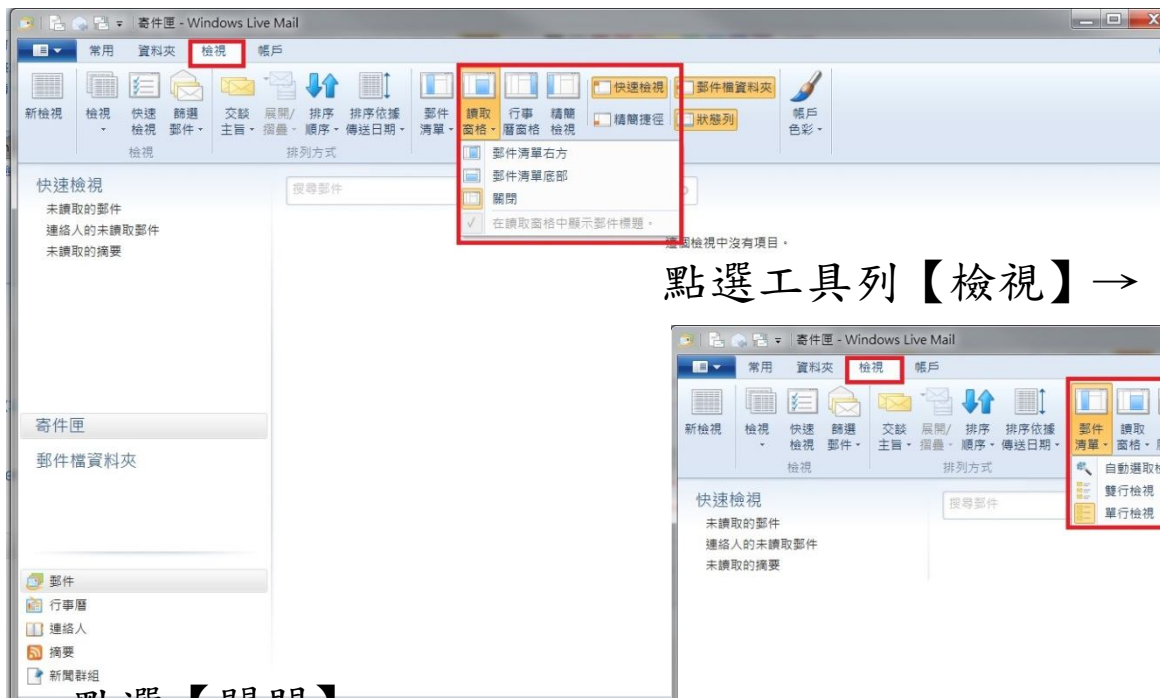 寄件匣 - Windows Live Mail
常用 資料夾 檢視 帳戶
新檢視 檢視 快速檢視 篩選郵件 交談主旨 展開/摺疊 排序順序 排序依據傳送日期 郵件清單 讀取窗格 行事曆窗格 精簡檢視 快速檢視 郵件檔資料夾 帳戶色彩
精簡捷徑 狀態列
檢視 排列方式
郵件清單右方
郵件清單底部
關閉
在讀取窗格中顯示郵件標題。
快速檢視
未讀取的郵件
連絡人的未讀取郵件
未讀取的摘要
搜尋郵件
這個檢視中沒有項目。
寄件匣
郵件檔資料夾
郵件
行事曆
連絡人
摘要
新聞群組
點選工具列【檢視】→
寄件匣 - Windows Live Mail
常用 資料夾 檢視 帳戶
新檢視 檢視 快速檢視 篩選郵件 交談主旨 展開/摺疊 排序順序 排序依據傳送日期 郵件清單 讀取窗格
檢視 排列方式
自動選取
雙行檢視
單行檢視
快速檢視
未讀取的郵件
連絡人的未讀取郵件
未讀取的摘要
搜尋郵件
點選【關閉】